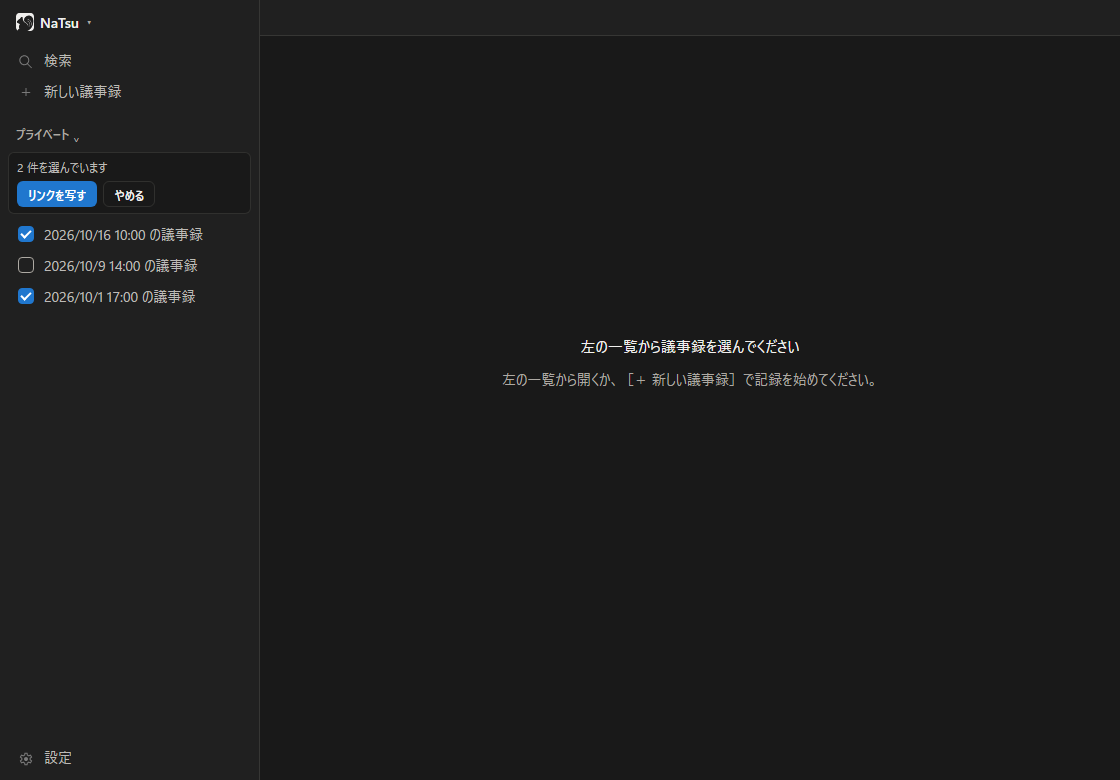 NaTsu
検索
+ 新しい議事録
プライベート
2 件を選んでいます
リンクを写す やめる
2026/10/16 10:00 の議事録
2026/10/9 14:00 の議事録
2026/10/1 17:00 の議事録
左の一覧から議事録を選んでください
左の一覧から開くか、［+ 新しい議事録］で記録を始めてください。
設定